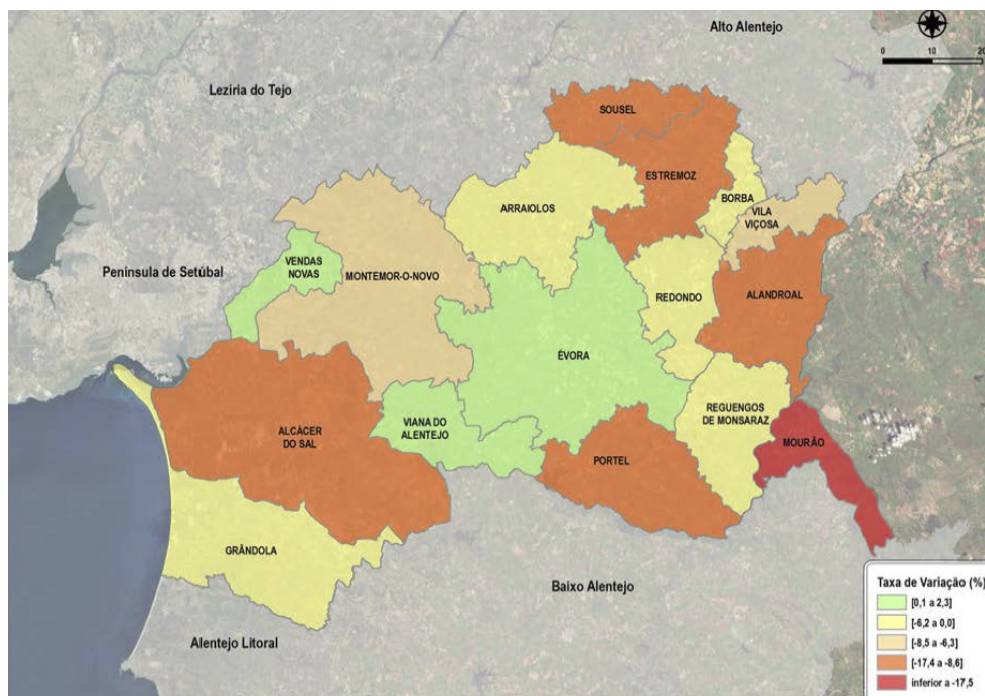 Alto Alentejo
0 10 20
Leziria do Tejo
SOUSEL
ESTREMOZ
BORBA
ARRAIOLOS
VILA
VIÇOSA
VENDAS
NOVAS
Península de Setúbal
MONTEMOR-O-NOVO
REDONDO
ALANDROAL
ÉVORA
REGUENGOS
DE MONSARAZ
VIANA DO
ALENTEJO
ALCÁCER
DO SAL
MOURÃO
PORTEL
GRÂNDOLA
Baixo Alentejo
Alentejo Litoral
Taxa de Variação (%)
[0,1 a 2,3]
[-6,2 a 0,0]
[-8,5 a -6,3]
[-17,4 a -8,6]
inferior a -17,5